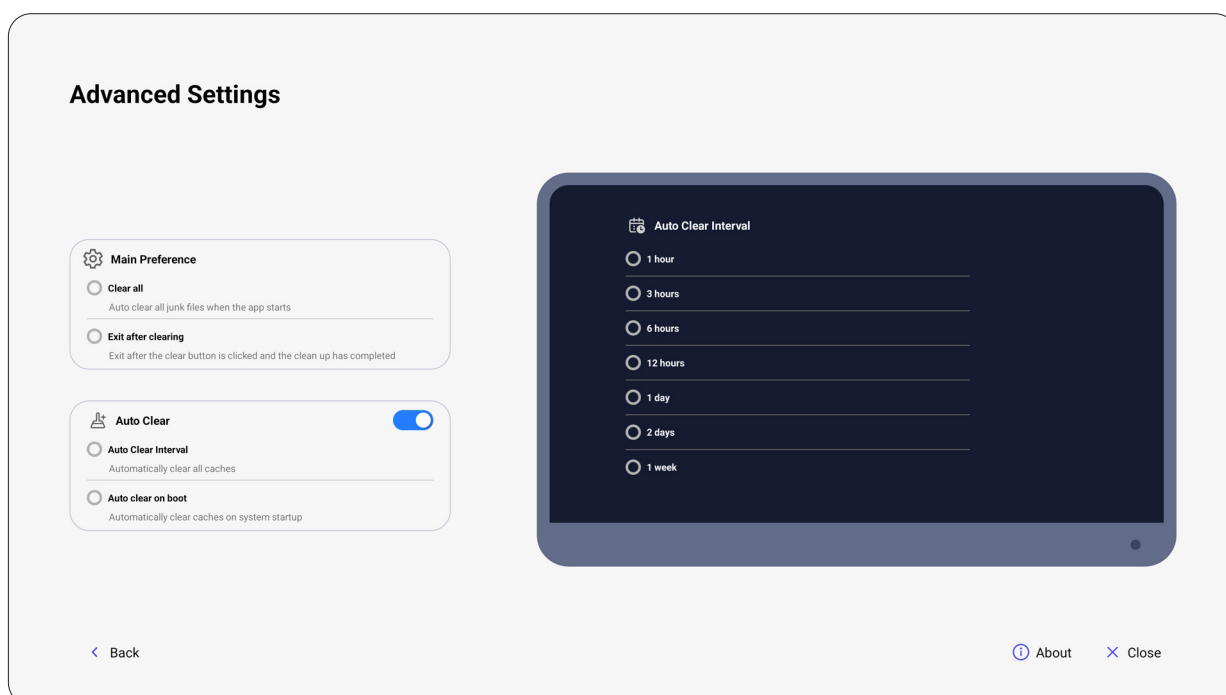 Advanced Settings
Main Preference
Clear all
Auto clear all junk files when the app starts
Exit after clearing
Exit after the clear button is clicked and the clean up has completed
Auto Clear
Auto Clear Interval
Automatically clear all caches
Auto clear on boot
Automatically clear caches on system startup
Auto Clear Interval
1 hour
3 hours
6 hours
12 hours
1 day
2 days
1 week
Back
About
Close